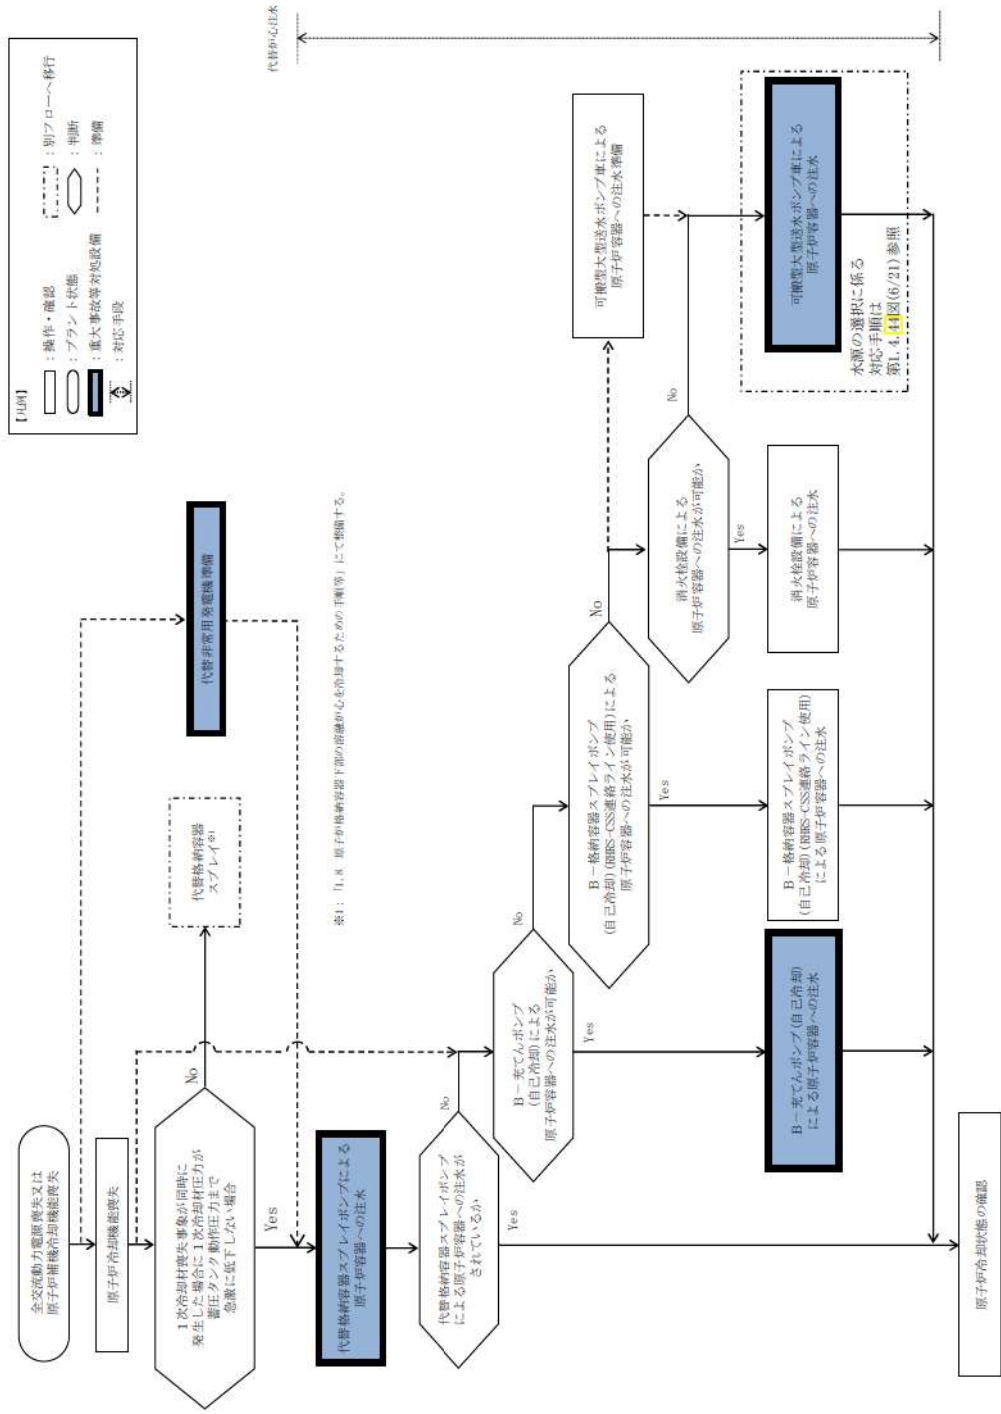 【凡例】
：操作・確認
：プラント状態
：重大事故等対処設備
：対応手段
：別フローへ移行
：判断
：準備
全交流動力電源喪失又は
原子炉補機冷却機能喪失
原子炉冷却機能喪失
1次冷却材喪失事象が同時に
発生した場合に1次冷却材圧力が
蓄圧タンク動作圧力まで
急激に低下しない場合
No
Yes
代替格納容器
スプレイ※1
代替非常用発電機準備
※1：「1.8 原子炉格納容器下部の溶融炉心を冷却するための手順等」にて整備する。
代替格納容器スプレイポンプによる
原子炉容器への注水
代替格納容器スプレイポンプ
による原子炉容器への注水が
されているか
No
Yes
B－充てんポンプ
(自己冷却)による
原子炉容器への注水が可能か
No
Yes
B－格納容器スプレイポンプ
(自己冷却)(RHRS-CSS連絡ライン使用)による
原子炉容器への注水が可能か
No
Yes
消火栓設備による
原子炉容器への注水が可能か
No
Yes
可搬型大型送水ポンプ車による
原子炉容器への注水準備
B－充てんポンプ(自己冷却)
による原子炉容器への注水
B－格納容器スプレイポンプ
(自己冷却)(RHRS-CSS連絡ライン使用)
による原子炉容器への注水
消火栓設備による
原子炉容器への注水
可搬型大型送水ポンプ車による
原子炉容器への注水
水源の選択に係る
対応手順は
第1.4.44図(6/21)参照
代替炉心注水
原子炉冷却状態の確認